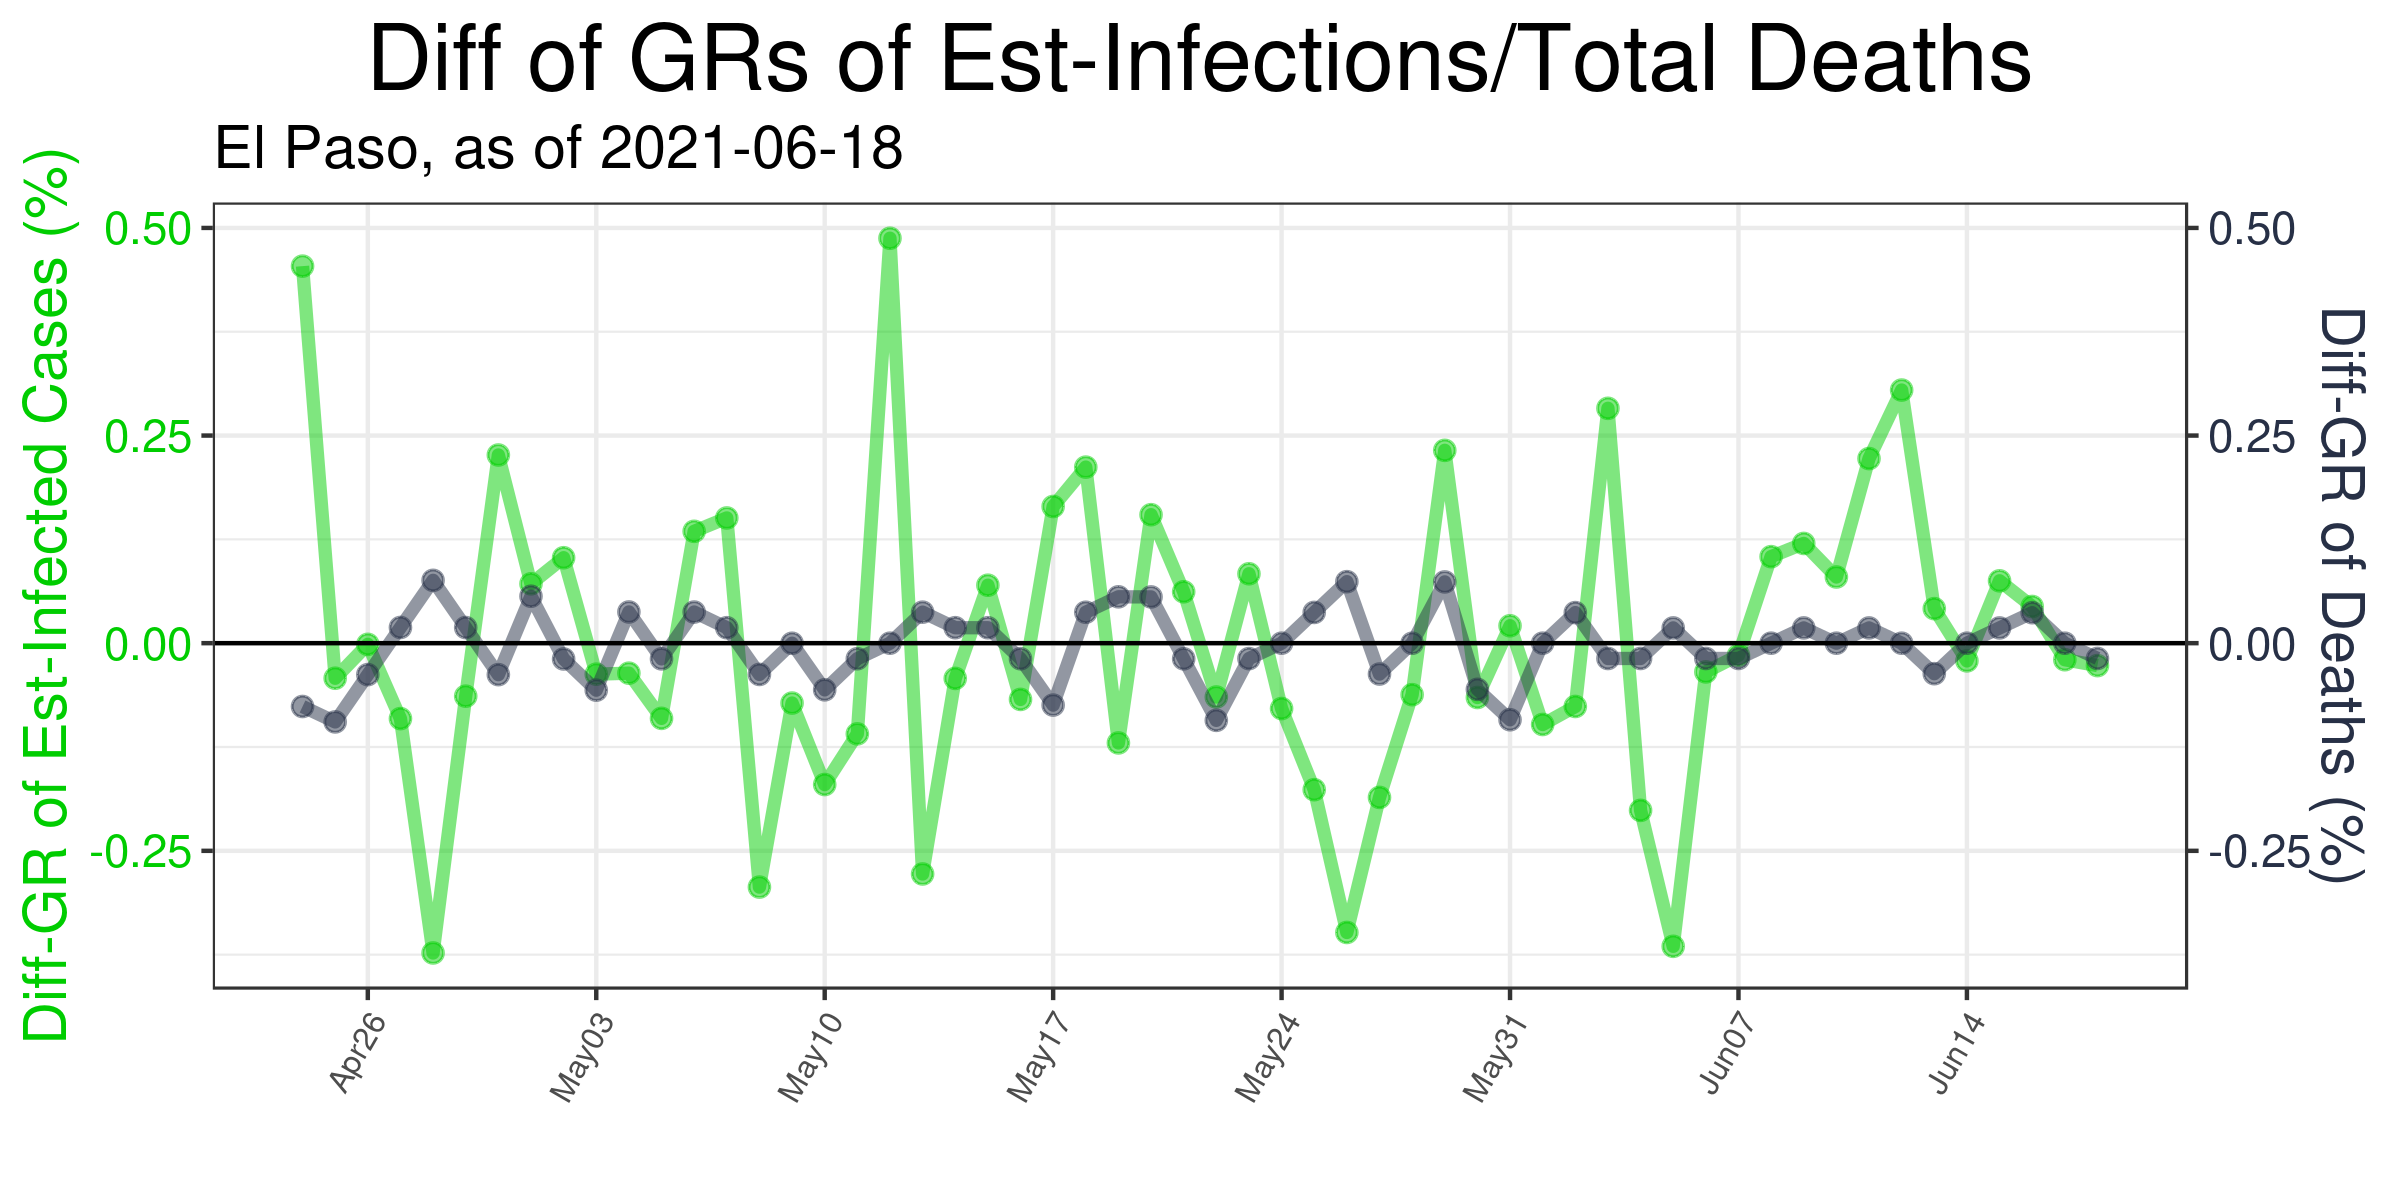 Diff of GRs of Est-Infections/Total Deaths
El Paso, as of 2021-06-18
Diff-GR of Est-Infected Cases (%)
0.50
0.25
0.00
-0.25
0.50
0.25
0.00
-0.25
Diff-GR of Deaths (%)
Apr26
May03
May10
May17
May24
May31
Jun07
Jun14